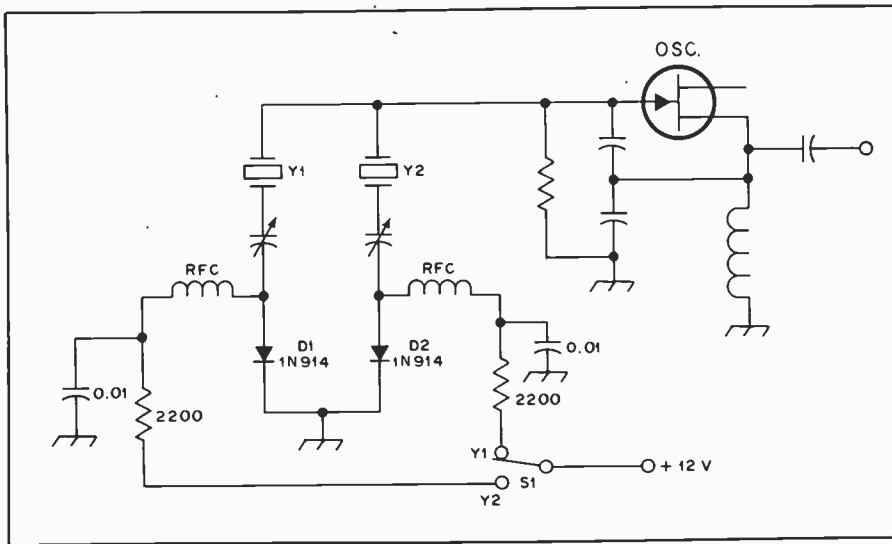 OSC.
Y1
Y2
RFC
RFC
D1
1N914
D2
1N914
0.01
0.01
2200
2200
Y1
S1
+ 12 V
Y2